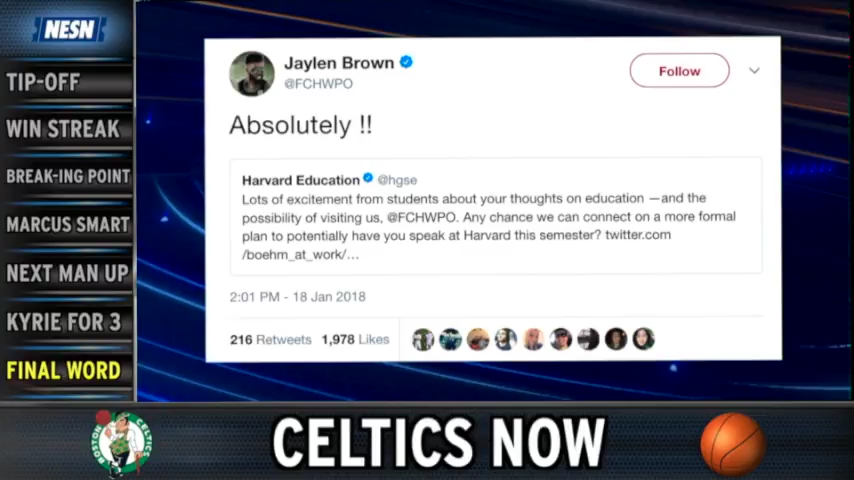 NESN
TIP-OFF
WIN STREAK
BREAK-ING POINT
MARCUS SMART
NEXT MAN UP
KYRIE FOR 3
FINAL WORD
Jaylen Brown
@FCHWPO
Follow
Absolutely !!
Harvard Education @hgse
Lots of excitement from students about your thoughts on education —and the
possibility of visiting us, @FCHWPO. Any chance we can connect on a more formal
plan to potentially have you speak at Harvard this semester? twitter.com
/boehm_at_work/…
2:01 PM - 18 Jan 2018
216 Retweets 1,978 Likes
BOSTON CELTICS
CELTICS NOW